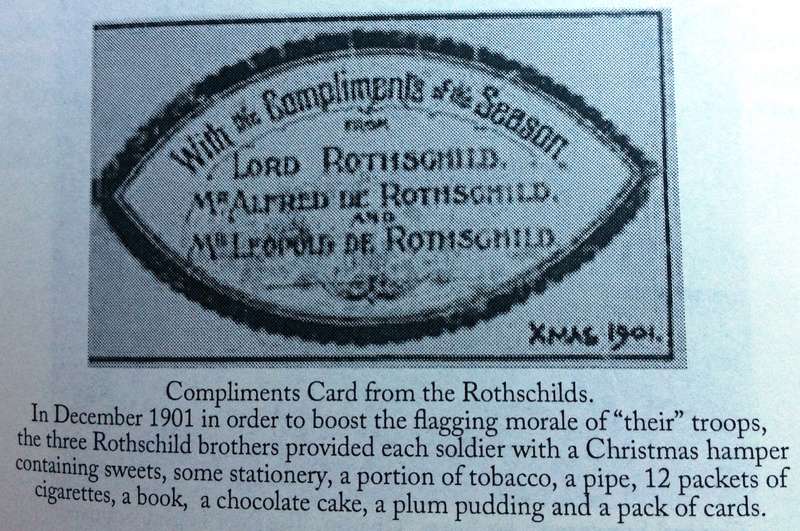 With the Compliments of the Season.
FROM
LORD ROTHSCHILD.
MR ALFRED DE ROTHSCHILD.
AND
MR LEOPOLD DE ROTHSCHILD
XMAS 1901.
Compliments Card from the Rothschilds.
In December 1901 in order to boost the flagging morale of “their” troops,
the three Rothschild brothers provided each soldier with a Christmas hamper
containing sweets, some stationery, a portion of tobacco, a pipe, 12 packets of
cigarettes, a book, a chocolate cake, a plum pudding and a pack of cards.